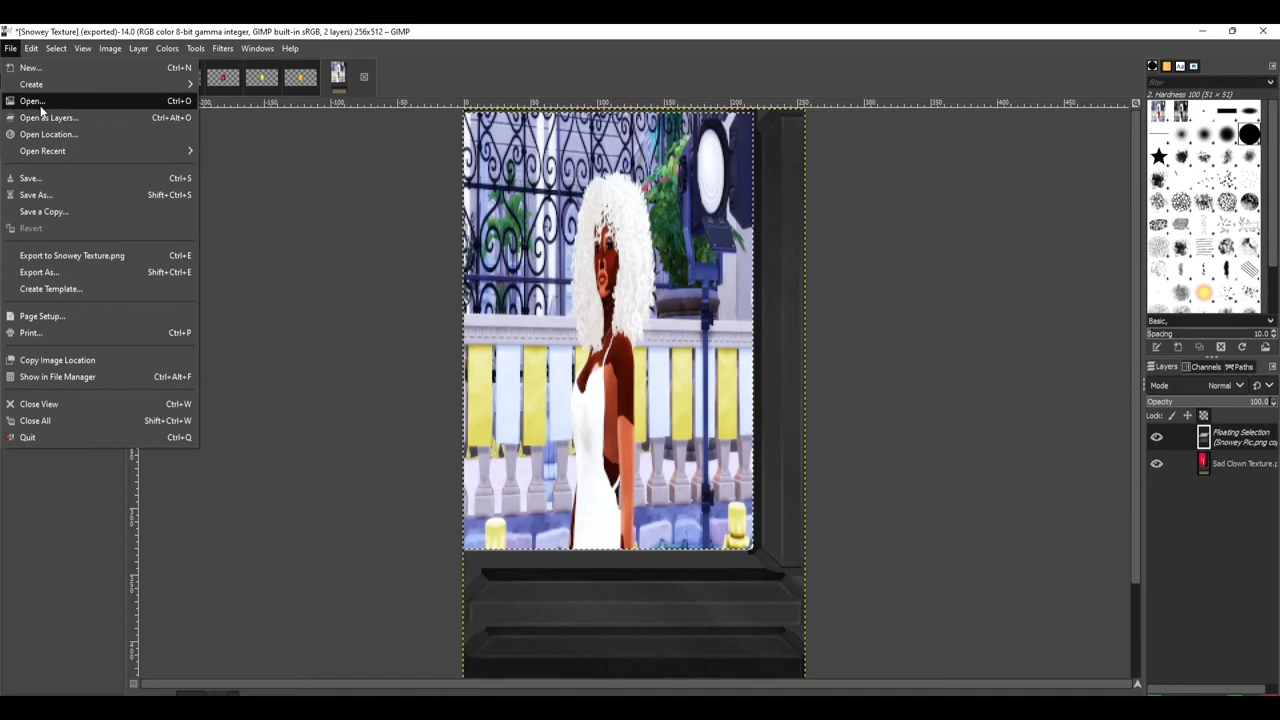 *[Snowey Texture] (exported)-14.0 (RGB color 8-bit gamma integer, GIMP built-in sRGB, 2 layers) 256x512 – GIMP
File Edit Select View Image Layer Colors Tools Filters Windows Help
New... Ctrl+N
Create
Open... Ctrl+O
Open as Layers... Ctrl+Alt+O
Open Location...
Open Recent
Save... Ctrl+S
Save As... Shift+Ctrl+S
Save a Copy...
Revert
Export to Snowey Texture.png Ctrl+E
Export As... Shift+Ctrl+E
Create Template...
Page Setup...
Print... Ctrl+P
Copy Image Location
Show in File Manager Ctrl+Alt+F
Close View Ctrl+W
Close All Shift+Ctrl+W
Quit Ctrl+Q
filter
2. Hardness 100 (51 × 51)
Basic,
Spacing 10.0
Layers Channels Paths
Mode Normal
Opacity 100.0
Lock:
Floating Selection
(Snowey Pic.png co
Sad Clown Texture.p